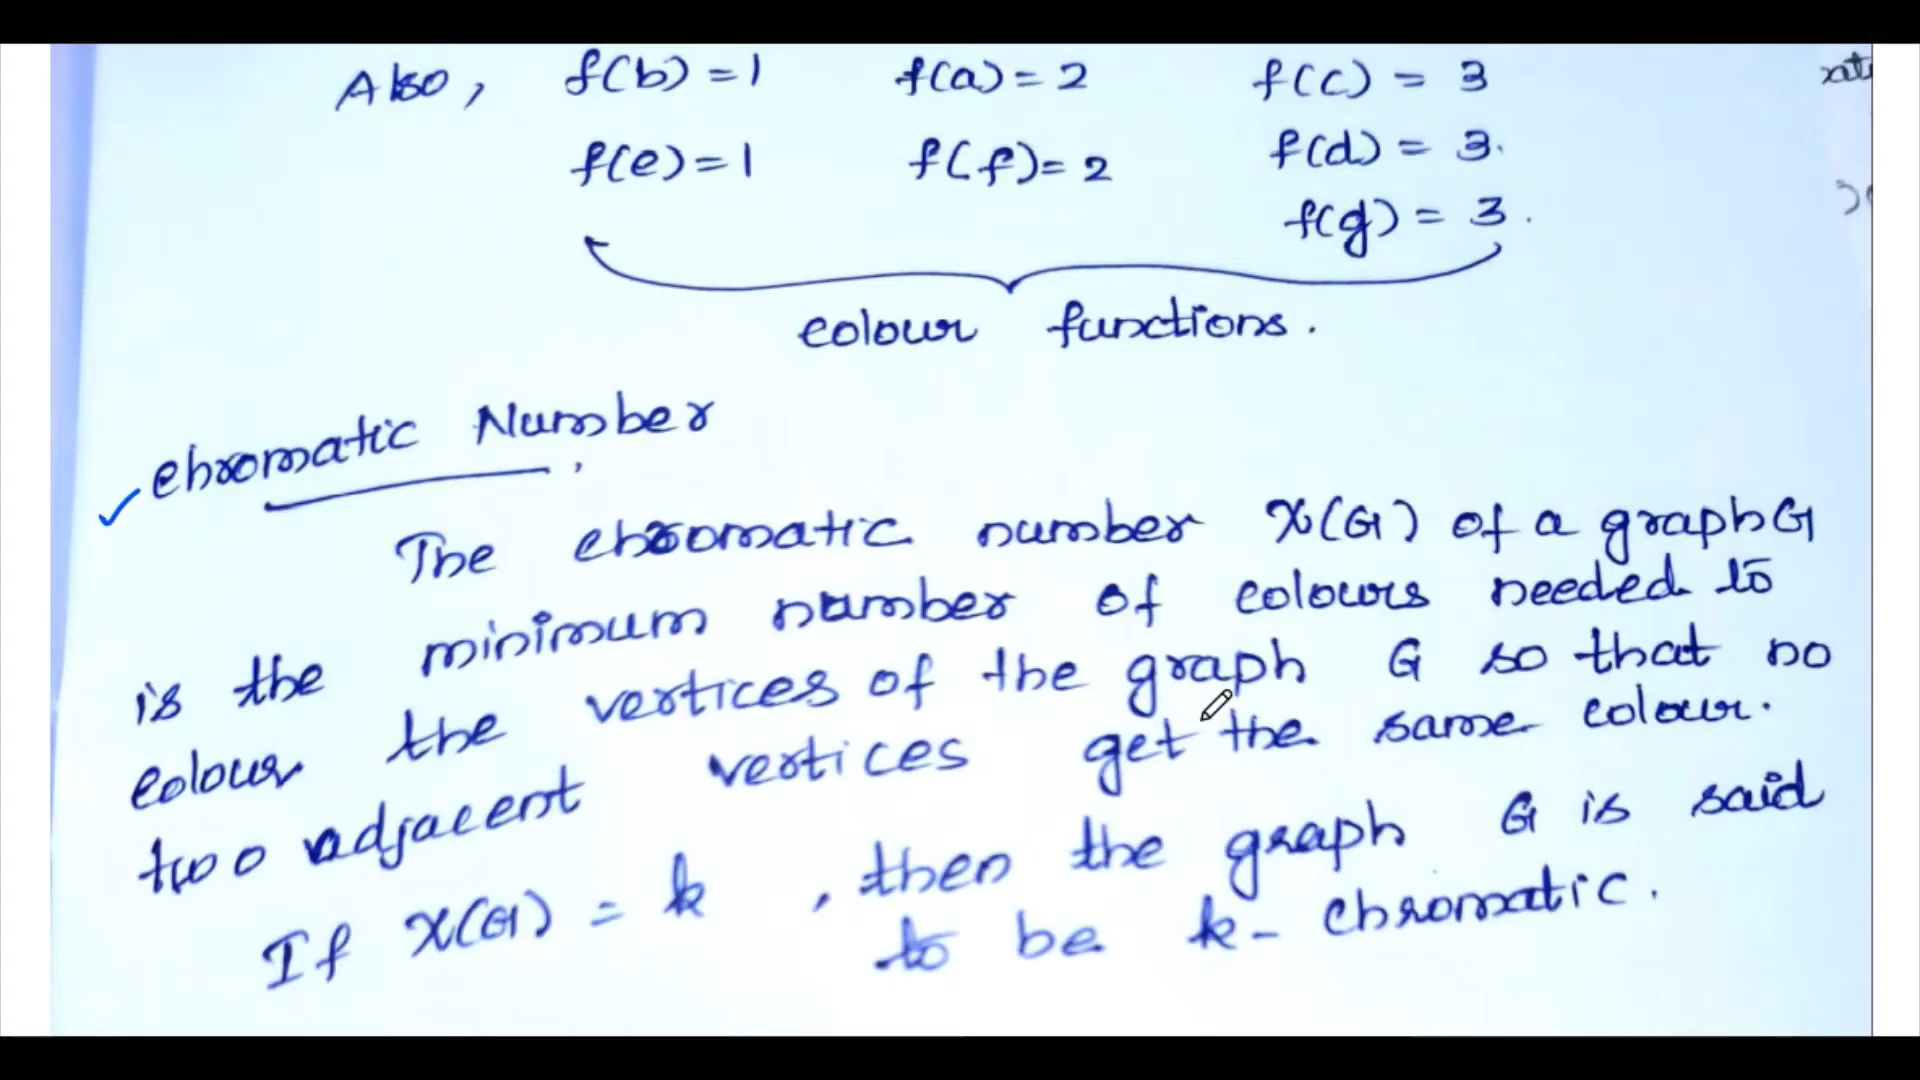 Also, f(b) = 1 f(a) = 2 f(c) = 3
f(e) = 1 f(f) = 2 f(d) = 3.
f(g) = 3.
colour functions.
Chromatic Number
The chromatic number χ(G) of a graph G
is the minimum number of colours needed to
colour the vertices of the graph G so that no
two adjacent vertices get the same colour.
If χ(G) = k, then the graph G is said
to be k-chromatic.